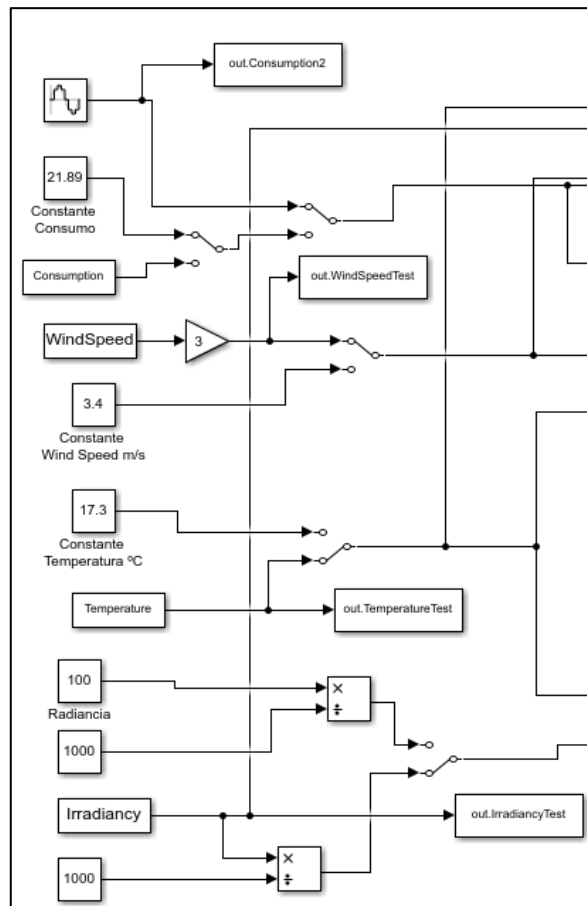 out.Consumption2
21.89
Constante
Consumo
Consumption
out.WindSpeedTest
WindSpeed
3
3.4
Constante
Wind Speed m/s
17.3
Constante
Temperatura ºC
Temperature
out.TemperatureTest
100
Radiancia
×
÷
1000
Irradiancy
out.IrradiancyTest
1000
×
÷